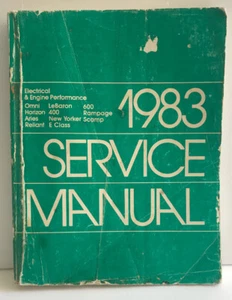 Electrical
& Engine Performance
Omni LeBaron 600
Horizon 400 Rampage
Aries New Yorker Scamp
Reliant E Class
1983
SERVICE
MANUAL